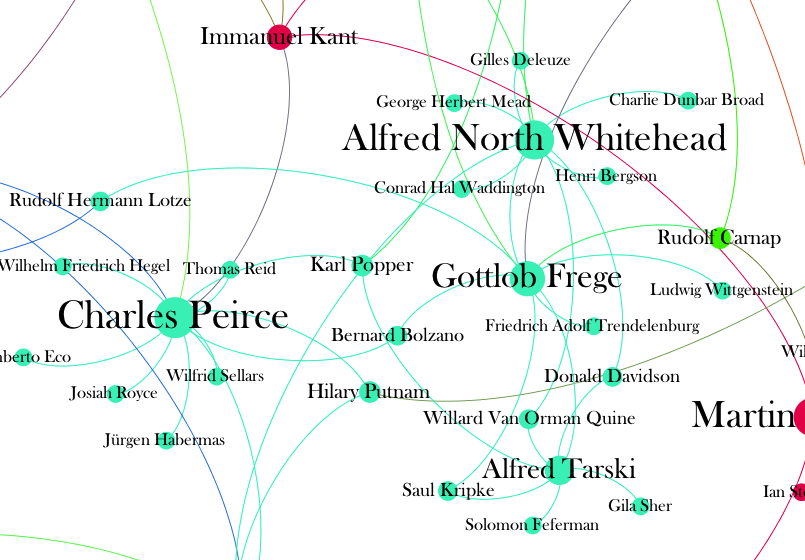 Immanuel Kant
Gilles Deleuze
George Herbert Mead
Charlie Dunbar Broad
Alfred North Whitehead
Henri Bergson
Conrad Hal Waddington
Rudolf Hermann Lotze
Rudolf Carnap
Wilhelm Friedrich Hegel
Thomas Reid
Karl Popper
Gottlob Frege
Ludwig Wittgenstein
Charles Peirce
Friedrich Adolf Trendelenburg
Bernard Bolzano
nberto Eco
Wil
Wilfrid Sellars
Donald Davidson
Josiah Royce
Hilary Putnam
Willard Van Orman Quine
Martin
Jürgen Habermas
Alfred Tarski
Saul Kripke
Ian Ste
Gila Sher
Solomon Feferman